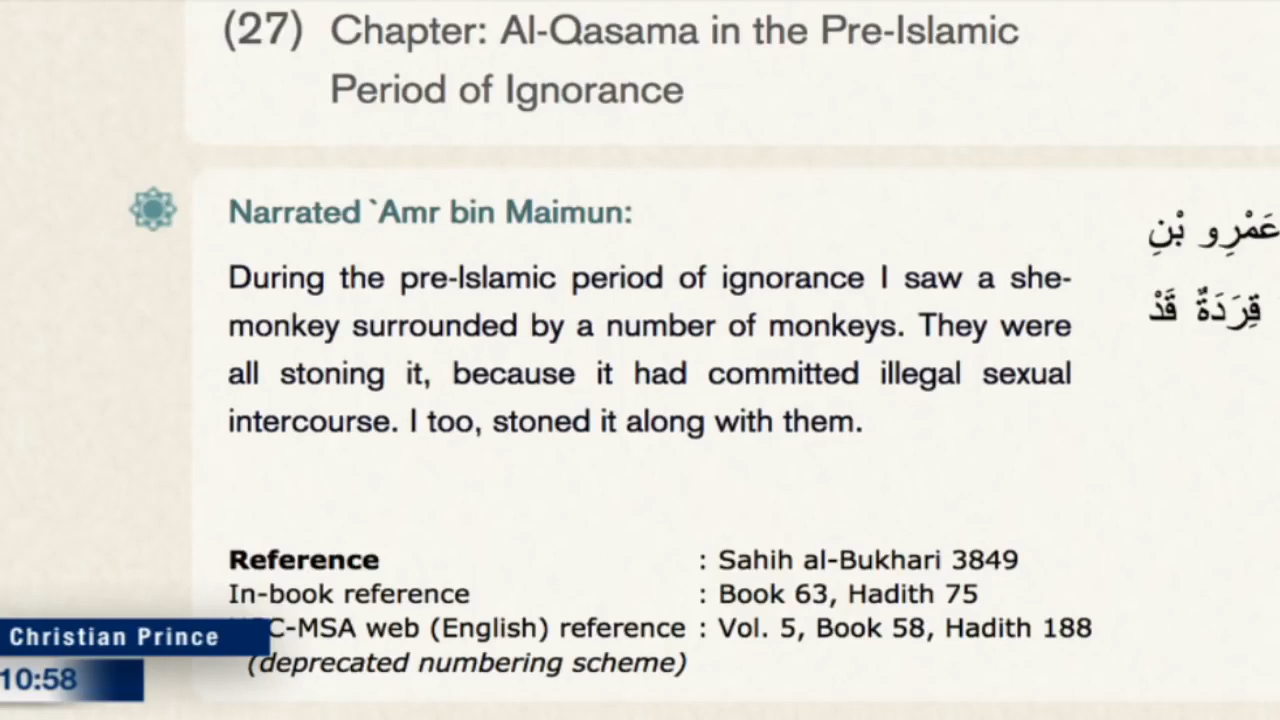 (27) Chapter: Al-Qasama in the Pre-Islamic
Period of Ignorance
Narrated `Amr bin Maimun:
عَمْرِو بْنِ
During the pre-Islamic period of ignorance I saw a she-
قِرَدَةٌ قَدْ
monkey surrounded by a number of monkeys. They were
all stoning it, because it had committed illegal sexual
intercourse. I too, stoned it along with them.
Reference : Sahih al-Bukhari 3849
In-book reference : Book 63, Hadith 75
C-MSA web (English) reference : Vol. 5, Book 58, Hadith 188
(deprecated numbering scheme)
Christian Prince
10:58